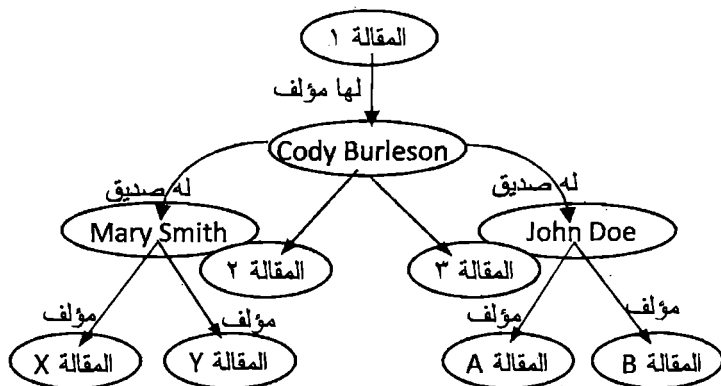 المقالة ١
لها مؤلف
Cody Burleson
له صديق
له صديق
Mary Smith
John Doe
المقالة ٢
المقالة ٣
مؤلف
مؤلف
مؤلف
مؤلف
المقالة X
المقالة Y
المقالة A
المقالة B